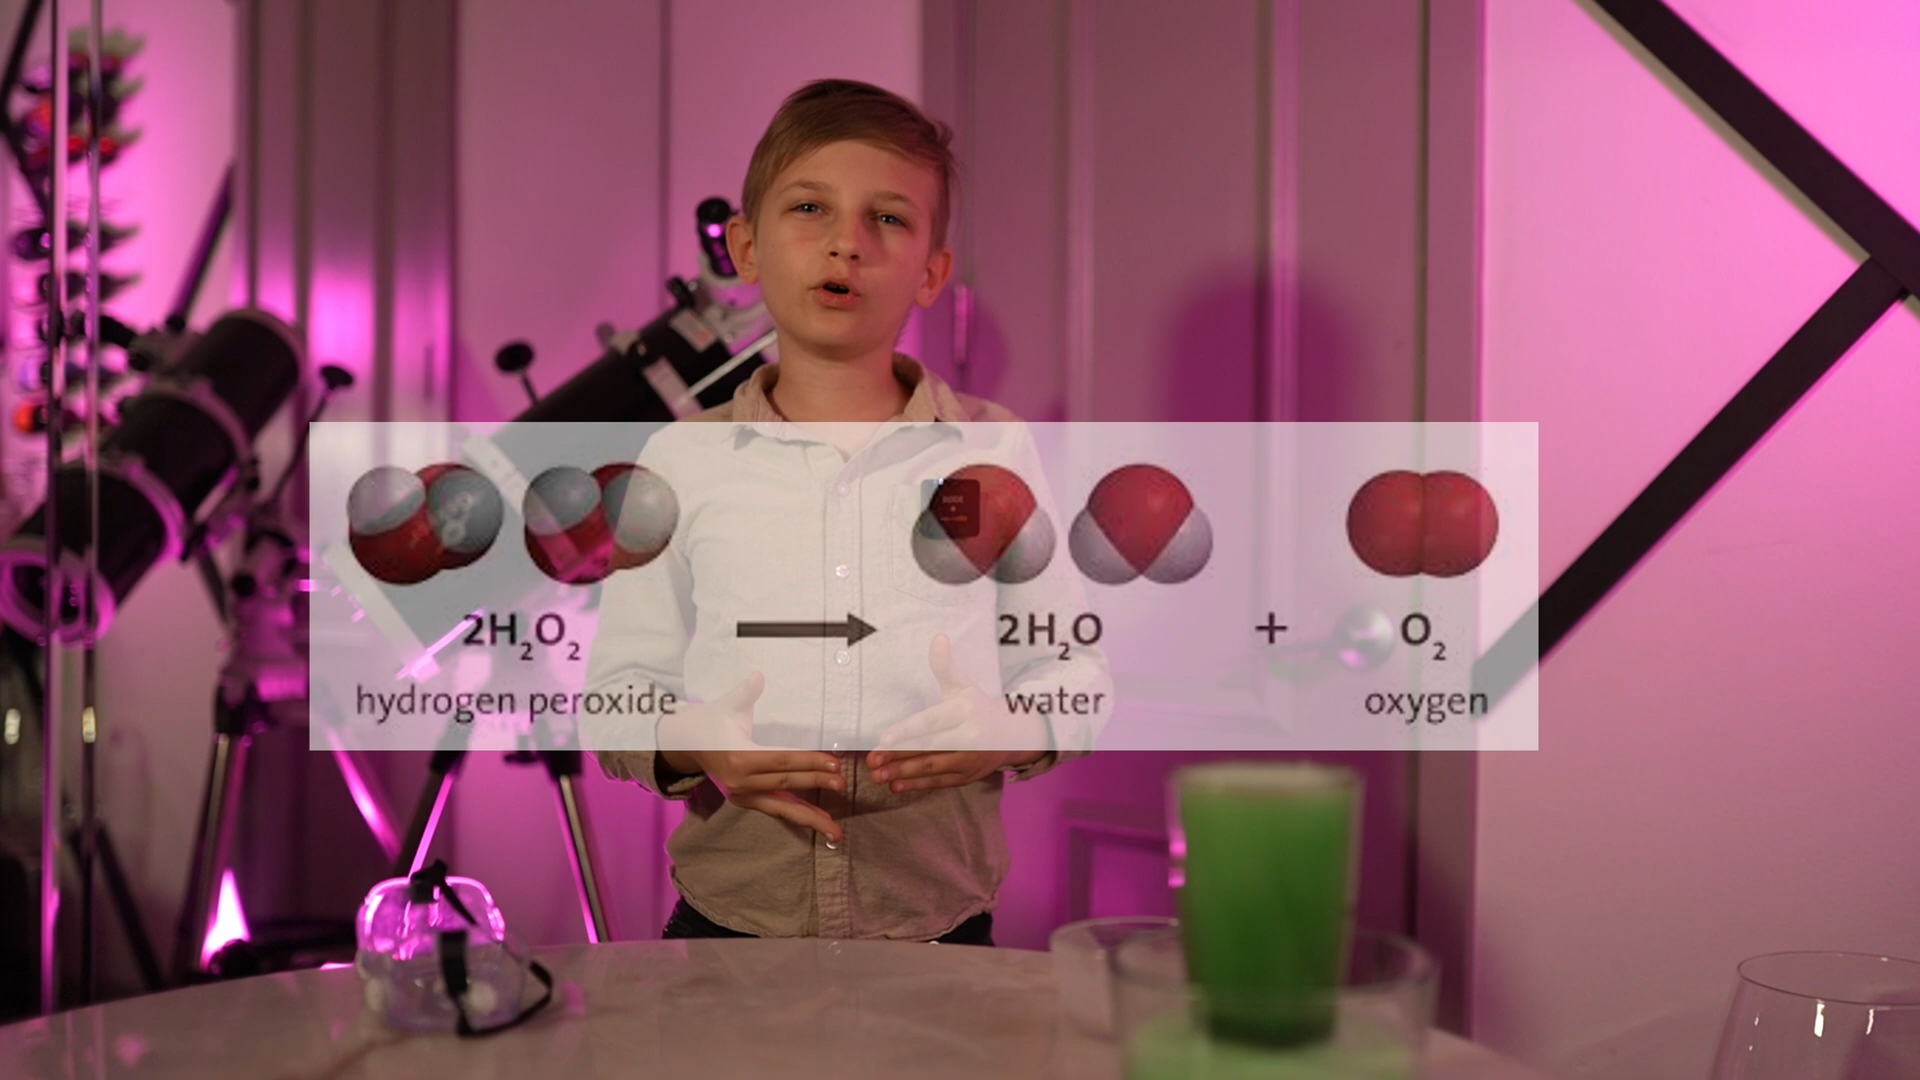 2H₂O₂ → 2H₂O + O₂
hydrogen peroxide water oxygen